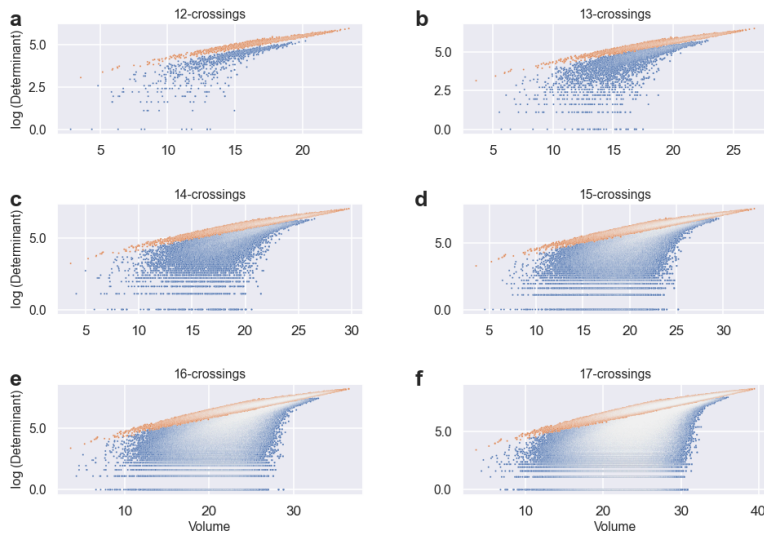 a
12-crossings
log (Determinant)
5.0
2.5
0.0
5
10
15
20
b
13-crossings
5.0
2.5
0.0
5
10
15
20
25
c
14-crossings
log (Determinant)
5.0
0.0
5
10
15
20
25
30
d
15-crossings
5.0
0.0
5
10
15
20
25
30
e
16-crossings
log (Determinant)
5.0
0.0
10
20
30
Volume
f
17-crossings
5.0
0.0
10
20
30
40
Volume